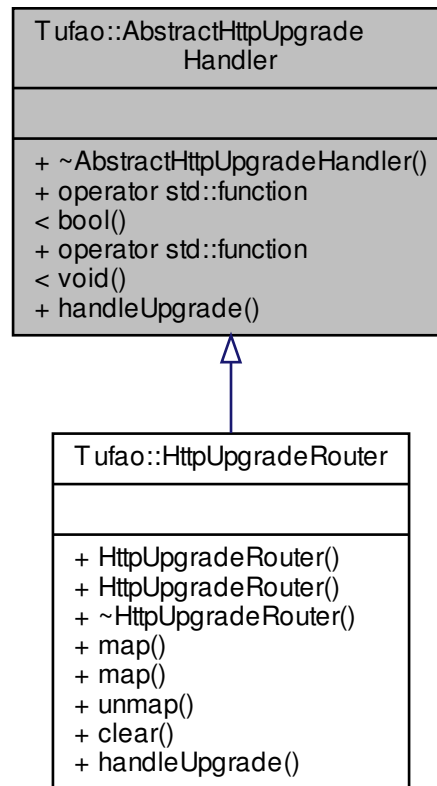 Tufao::AbstractHttpUpgrade
Handler
+ ~AbstractHttpUpgradeHandler()
+ operator std::function
< bool()
+ operator std::function
< void()
+ handleUpgrade()
Tufao::HttpUpgradeRouter
+ HttpUpgradeRouter()
+ HttpUpgradeRouter()
+ ~HttpUpgradeRouter()
+ map()
+ map()
+ unmap()
+ clear()
+ handleUpgrade()